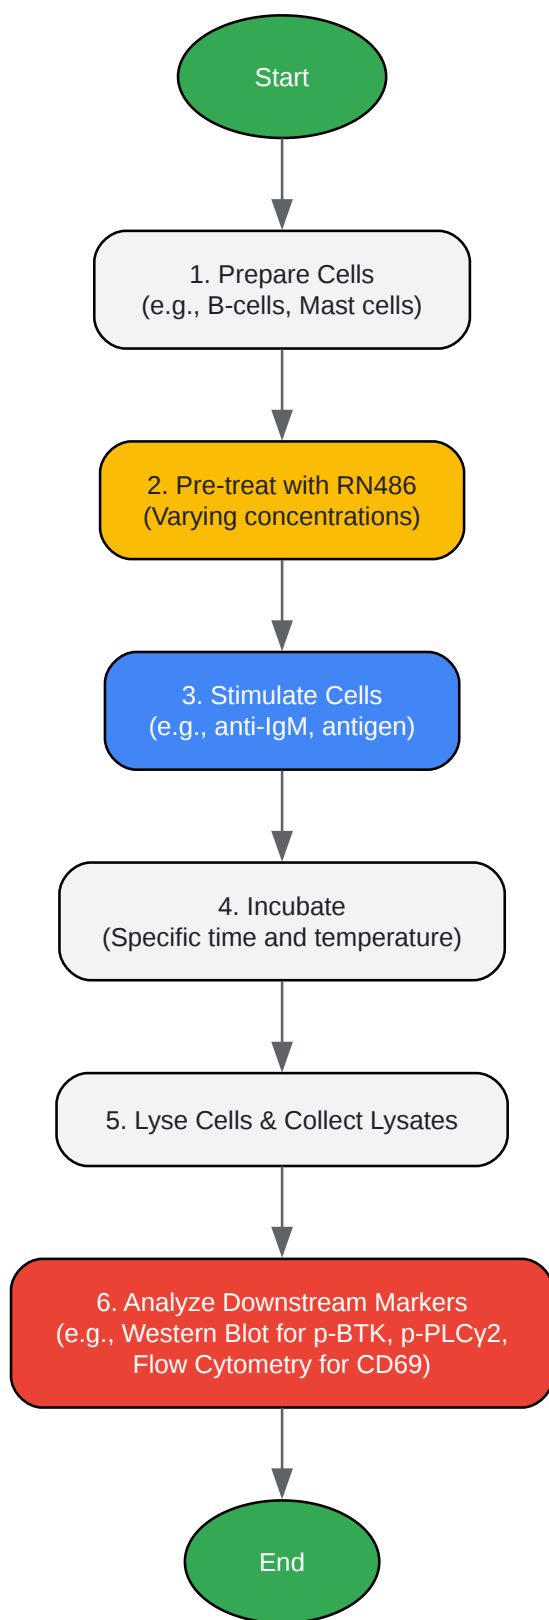 Start
1. Prepare Cells
(e.g., B-cells, Mast cells)
2. Pre-treat with RN486
(Varying concentrations)
3. Stimulate Cells
(e.g., anti-IgM, antigen)
4. Incubate
(Specific time and temperature)
5. Lyse Cells & Collect Lysates
6. Analyze Downstream Markers
(e.g., Western Blot for p-BTK, p-PLCγ2,
Flow Cytometry for CD69)
End